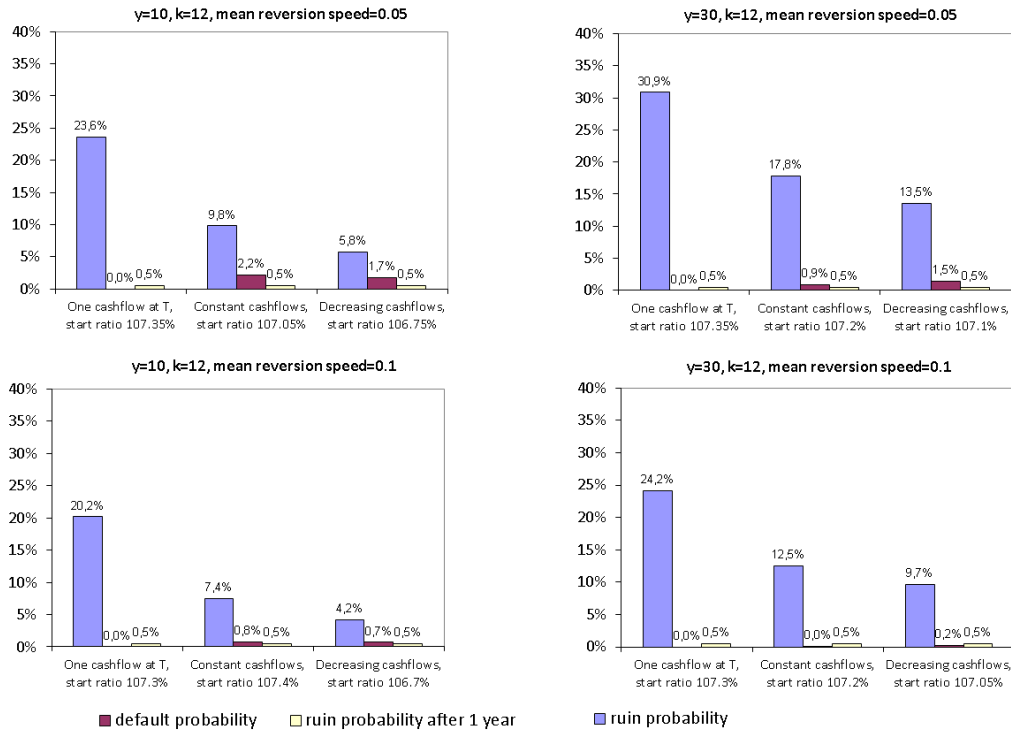 y=10, k=12, mean reversion speed=0.05
40%
35%
30%
25%
20%
15%
10%
5%
0%
23,6%
0,0%
0,5%
9,8%
2,2%
0,5%
5,8%
1,7%
0,5%
One cashflow at T,
start ratio 107.35%
Constant cashflows,
start ratio 107.05%
Decreasing cashflows,
start ratio 106.75%
y=30, k=12, mean reversion speed=0.05
40%
35%
30%
25%
20%
15%
10%
5%
0%
30,9%
0,0%
0,5%
17,8%
0,9%
0,5%
13,5%
1,5%
0,5%
One cashflow at T,
start ratio 107.35%
Constant cashflows,
start ratio 107.2%
Decreasing cashflows,
start ratio 107.1%
y=10, k=12, mean reversion speed=0.1
40%
35%
30%
25%
20%
15%
10%
5%
0%
20,2%
0,0%
0,5%
7,4%
0,8%
0,5%
4,2%
0,7%
0,5%
One cashflow at T,
start ratio 107.3%
Constant cashflows,
start ratio 107.4%
Decreasing cashflows,
start ratio 106.7%
y=30, k=12, mean reversion speed=0.1
40%
35%
30%
25%
20%
15%
10%
5%
0%
24,2%
0,0%
0,5%
12,5%
0,0%
0,5%
9,7%
0,2%
0,5%
One cashflow at T,
start ratio 107.3%
Constant cashflows,
start ratio 107.2%
Decreasing cashflows,
start ratio 107.05%
default probability
ruin probability after 1 year
ruin probability